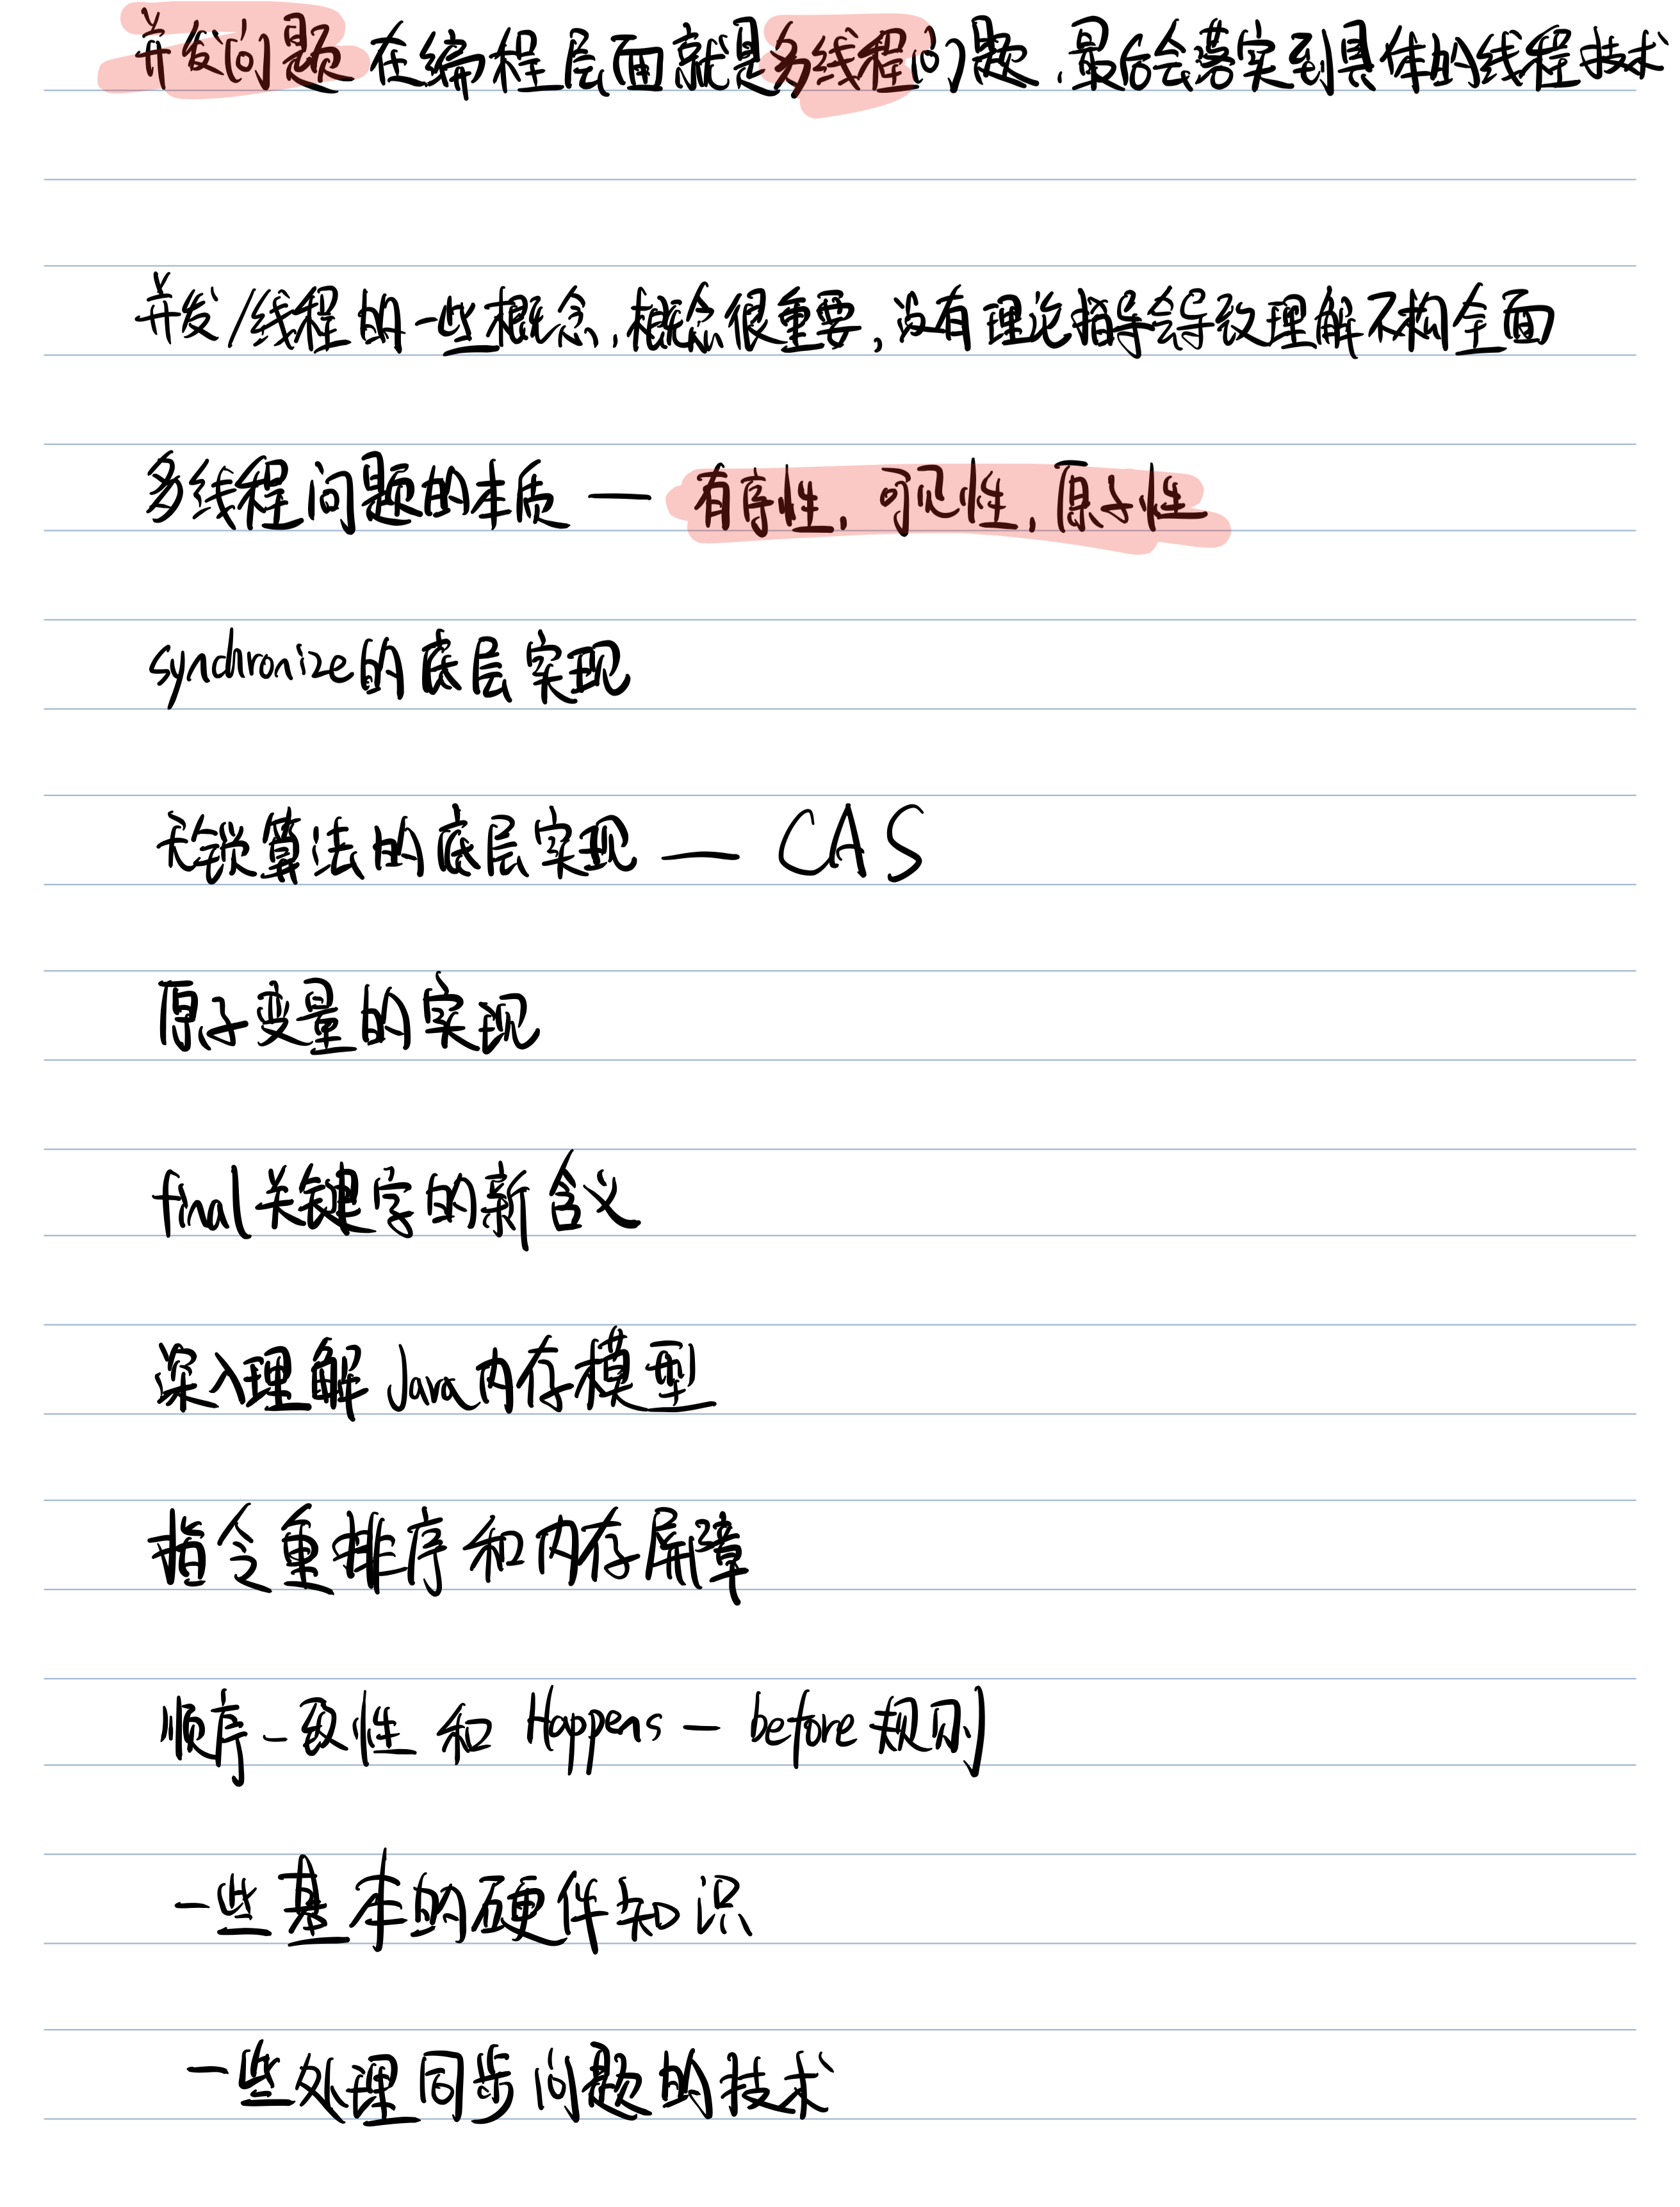 并发问题 在编程层面就是多线程问题,最后会落实到具体的线程技术
并发/线程的一些概念,概念很重要,没有理论指导会导致理解不构全面
多线程问题的本质 — 有序性,可见性,原子性
synchronize的底层实现
无锁算法的底层实现 — CAS
原子变量的实现
final关键字的新含义
深入理解Java内存模型
指令重排序和内存屏障
顺序一致性 和 Happens — before规则
一些基本的硬件知识
一些处理同步问题的技术